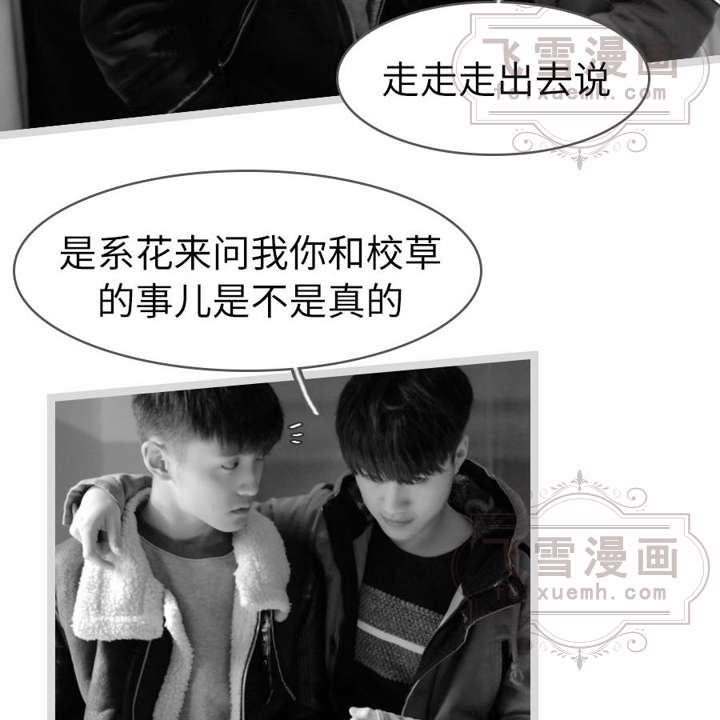 飞雪漫画
走走走出去说
feixuemh.com
是系花来问我你和校草
的事儿是不是真的
飞雪漫画
feixuemh.com